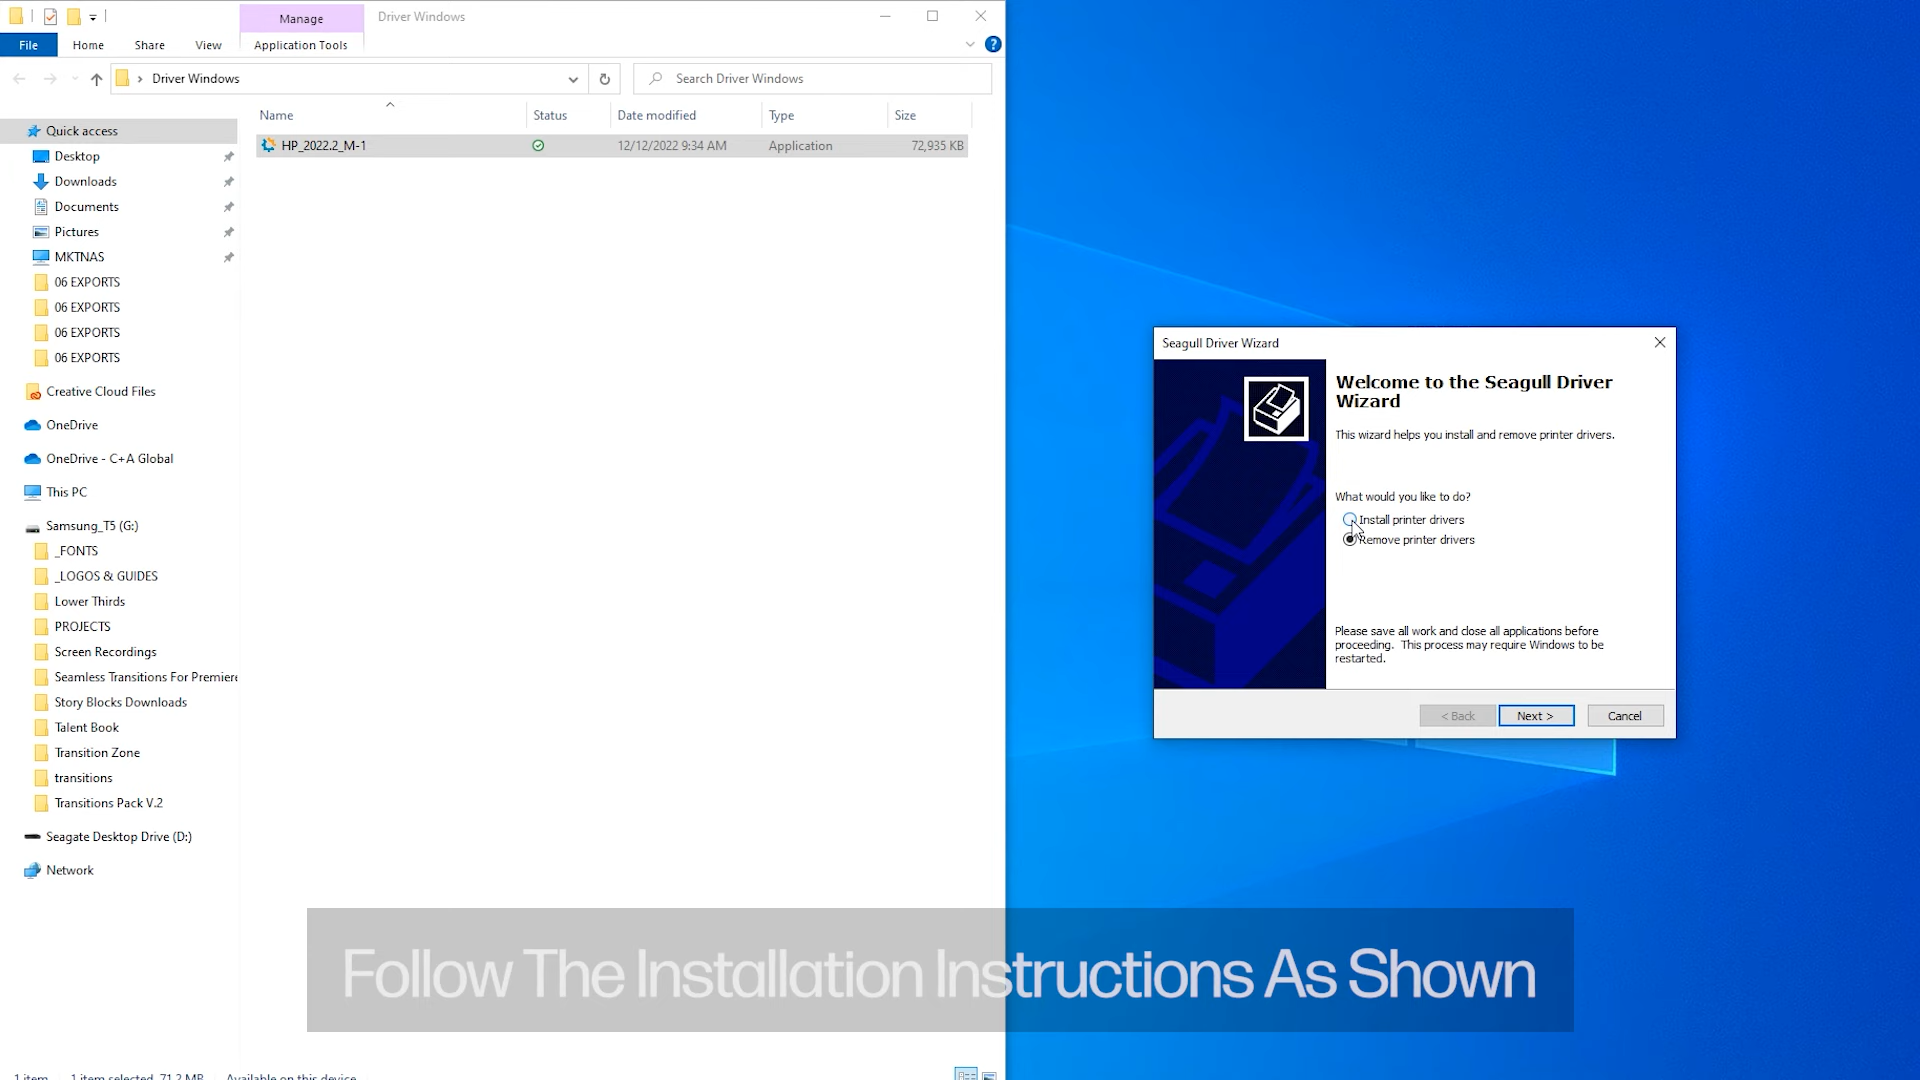 Manage
Driver Windows
File
Home
Share
View
Application Tools
Driver Windows
Search Driver Windows
Name
Status
Date modified
Type
Size
HP_2022.2_M-1
12/12/2022 9:34 AM
Application
72,935 KB
Quick access
Desktop
Downloads
Documents
Pictures
MKTNAS
06 EXPORTS
06 EXPORTS
06 EXPORTS
06 EXPORTS
Creative Cloud Files
OneDrive
OneDrive - C+A Global
This PC
Samsung_T5 (G:)
_FONTS
_LOGOS & GUIDES
Lower Thirds
PROJECTS
Screen Recordings
Seamless Transitions For Premiere
Story Blocks Downloads
Talent Book
Transition Zone
transitions
Transitions Pack V.2
Seagate Desktop Drive (D:)
Network
1 item
1 item selected 71.2 MB
Available on this device
Seagull Driver Wizard
Welcome to the Seagull Driver
Wizard
This wizard helps you install and remove printer drivers.
What would you like to do?
Install printer drivers
Remove printer drivers
Please save all work and close all applications before
proceeding. This process may require Windows to be
restarted.
< Back
Next >
Cancel
Follow The Installation Instructions As Shown